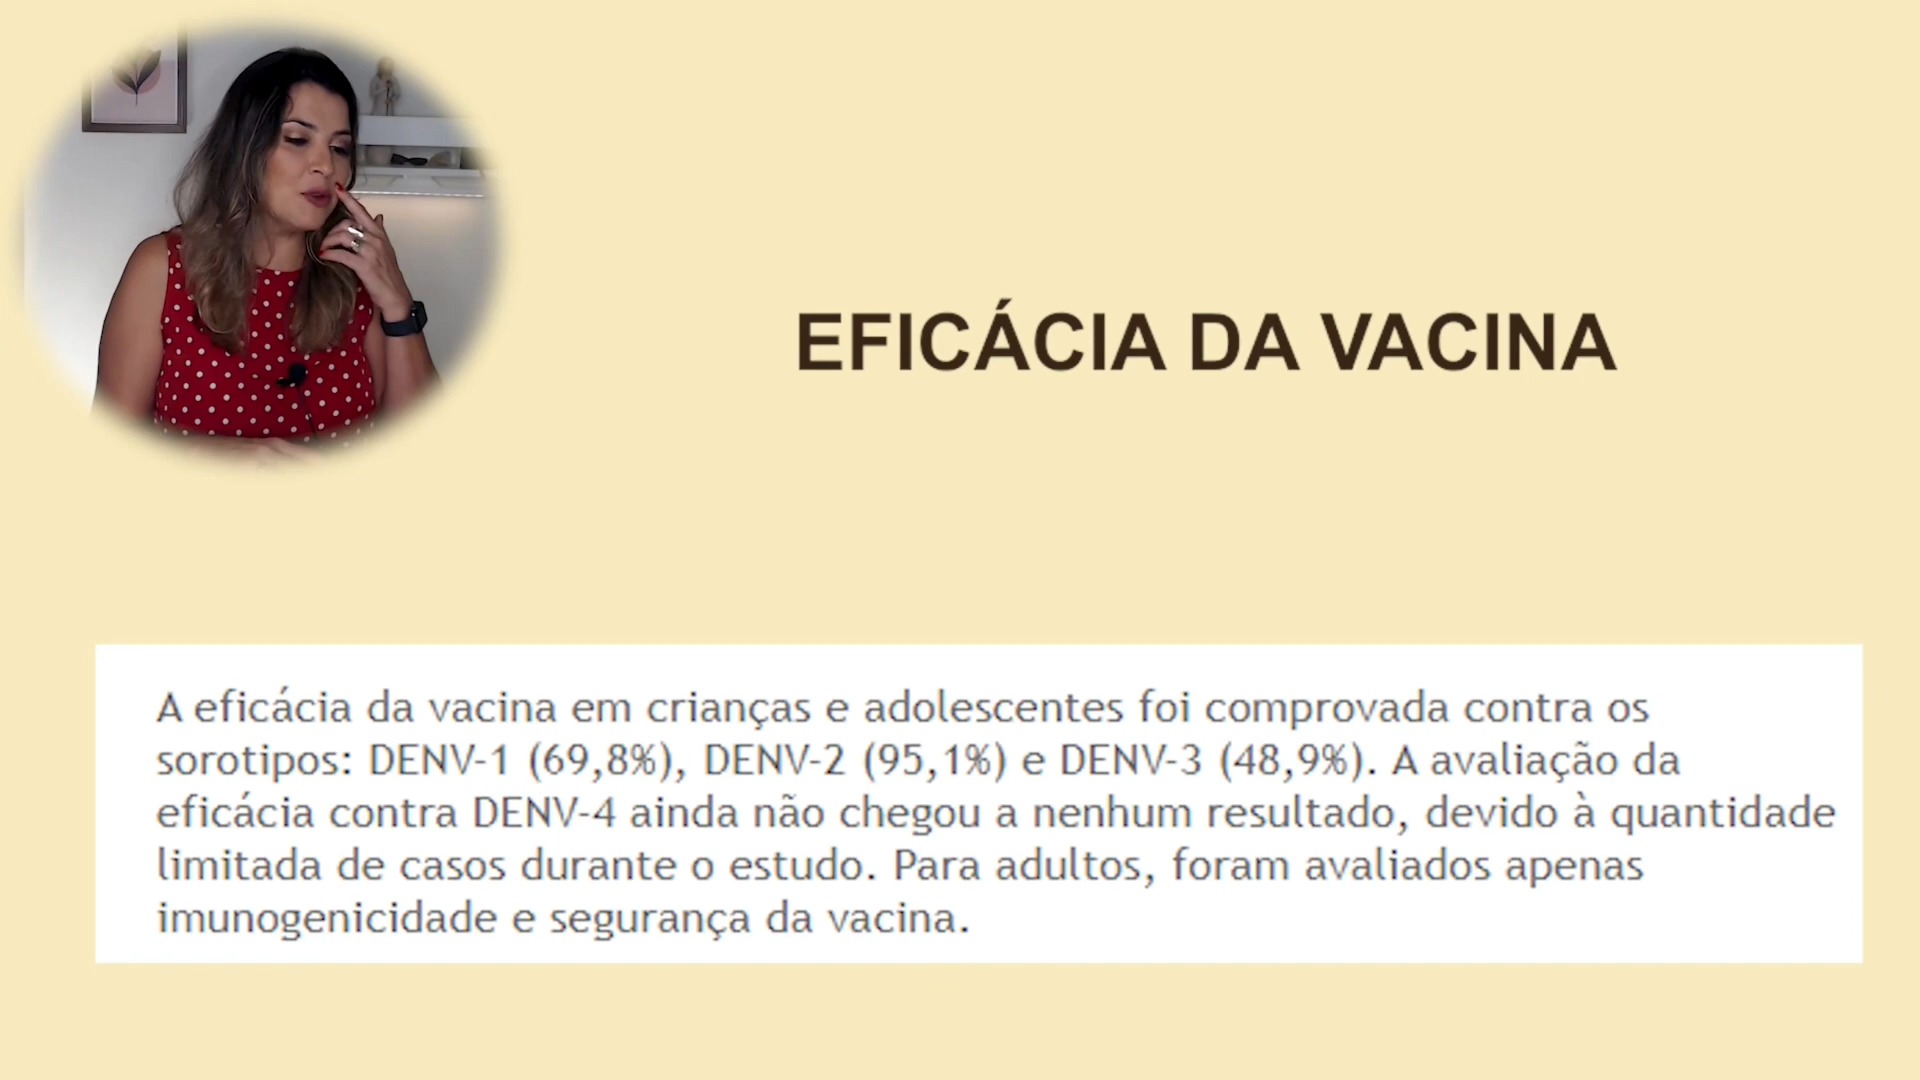 EFICÁCIA DA VACINA
A eficácia da vacina em crianças e adolescentes foi comprovada contra os
sorotipos: DENV-1 (69,8%), DENV-2 (95,1%) e DENV-3 (48,9%). A avaliação da
eficácia contra DENV-4 ainda não chegou a nenhum resultado, devido à quantidade
limitada de casos durante o estudo. Para adultos, foram avaliados apenas
imunogenicidade e segurança da vacina.